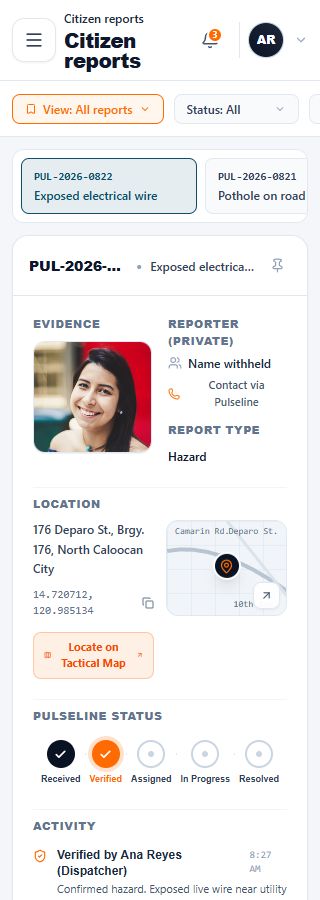 Citizen reports
Citizen
reports
3
AR
View: All reports
Status: All
PUL-2026-0822
Exposed electrical wire
PUL-2026-0821
Pothole on road
PUL-2026-...
• Exposed electrica...
EVIDENCE
REPORTER
(PRIVATE)
Name withheld
Contact via
Pulseline
REPORT TYPE
Hazard
LOCATION
176 Deparo St., Brgy.
176, North Caloocan
City
14.720712,
120.985134
Camarin Rd.Deparo St.
10th
Locate on
Tactical Map
PULSELINE STATUS
Received
Verified
Assigned
In Progress
Resolved
ACTIVITY
Verified by Ana Reyes
(Dispatcher)
8:27
AM
Confirmed hazard. Exposed live wire near utility